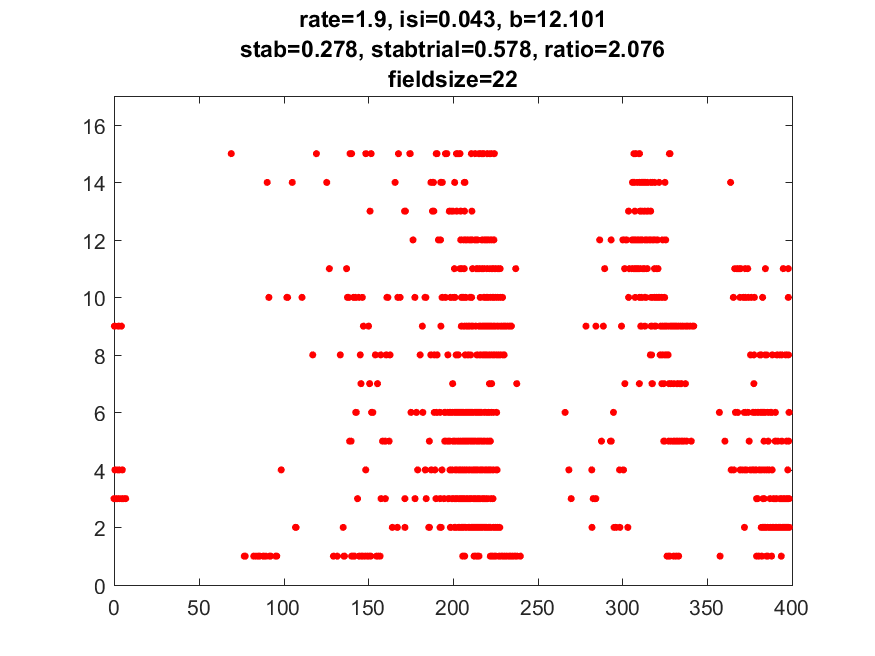 rate=1.9, isi=0.043, b=12.101
stab=0.278, stabtrial=0.578, ratio=2.076
fieldsize=22
16
14
12
10
8
6
4
2
0
0 50 100 150 200 250 300 350 400